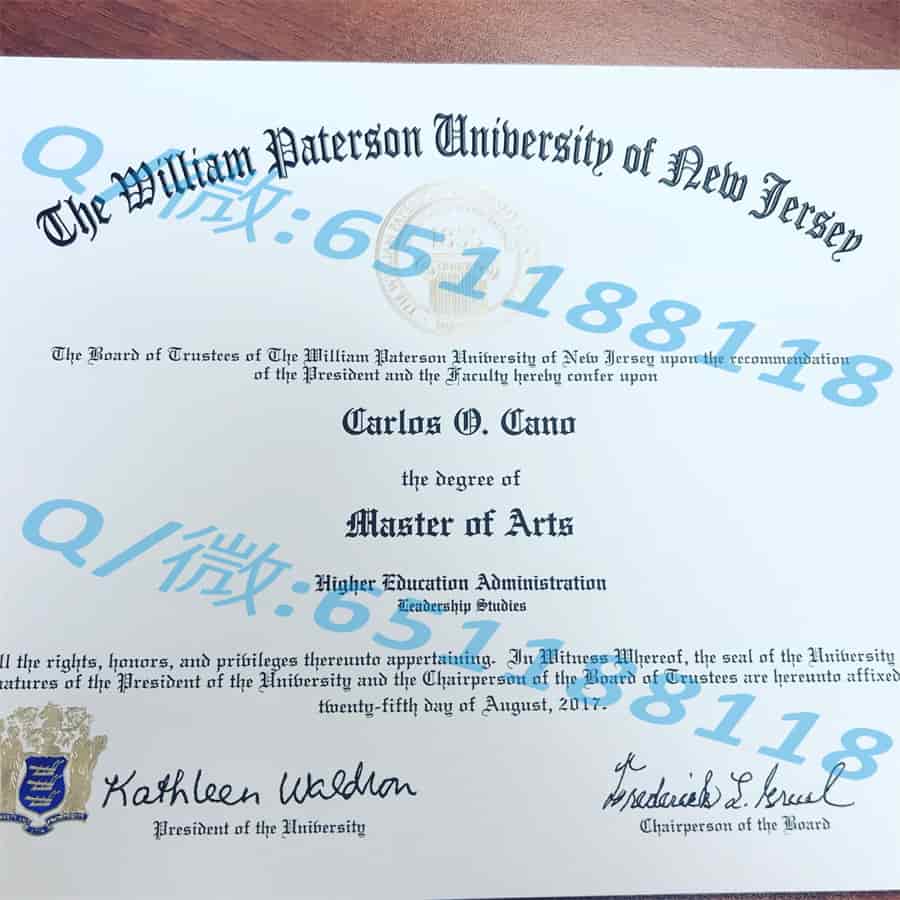 The William Paterson University of New Jersey
Q/微:651188118
The Board of Trustees of The William Paterson University of New Jersey upon the recommendation
of the President and the Faculty hereby confer upon
Carlos O. Cano
the degree of
Master of Arts
Q/微:651188118
Higher Education Administration
Leadership Studies
ll the rights, honors, and privileges thereunto appertaining. In Witness Whereof, the seal of the University
natures of the President of the University and the Chairperson of the Board of Trustees are hereunto affixed
twenty-fifth day of August, 2017.
Kathleen Waldron
Frederick L. Gruel
President of the University
Chairperson of the Board